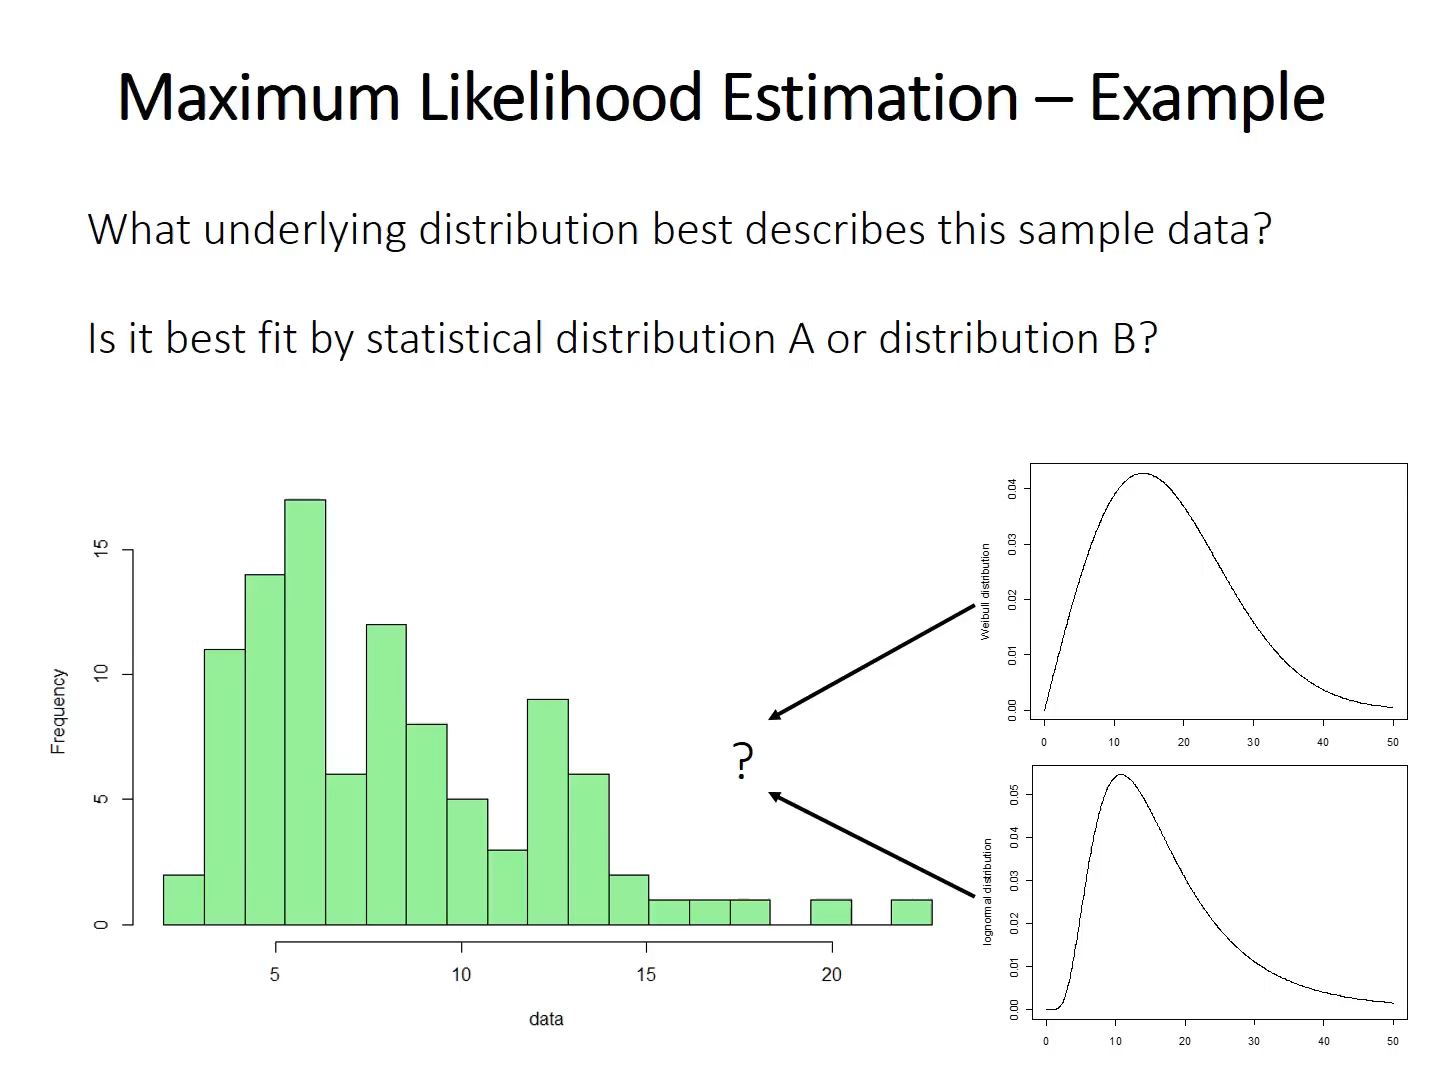 Maximum Likelihood Estimation – Example
What underlying distribution best describes this sample data?
Is it best fit by statistical distribution A or distribution B?
Frequency
0
5
10
15
5 10 15 20
data
?
Weibull distribution
0.00 0.01 0.02 0.03 0.04
0 10 20 30 40 50
lognormal distribution
0.00 0.01 0.02 0.03 0.04 0.05
0 10 20 30 40 50